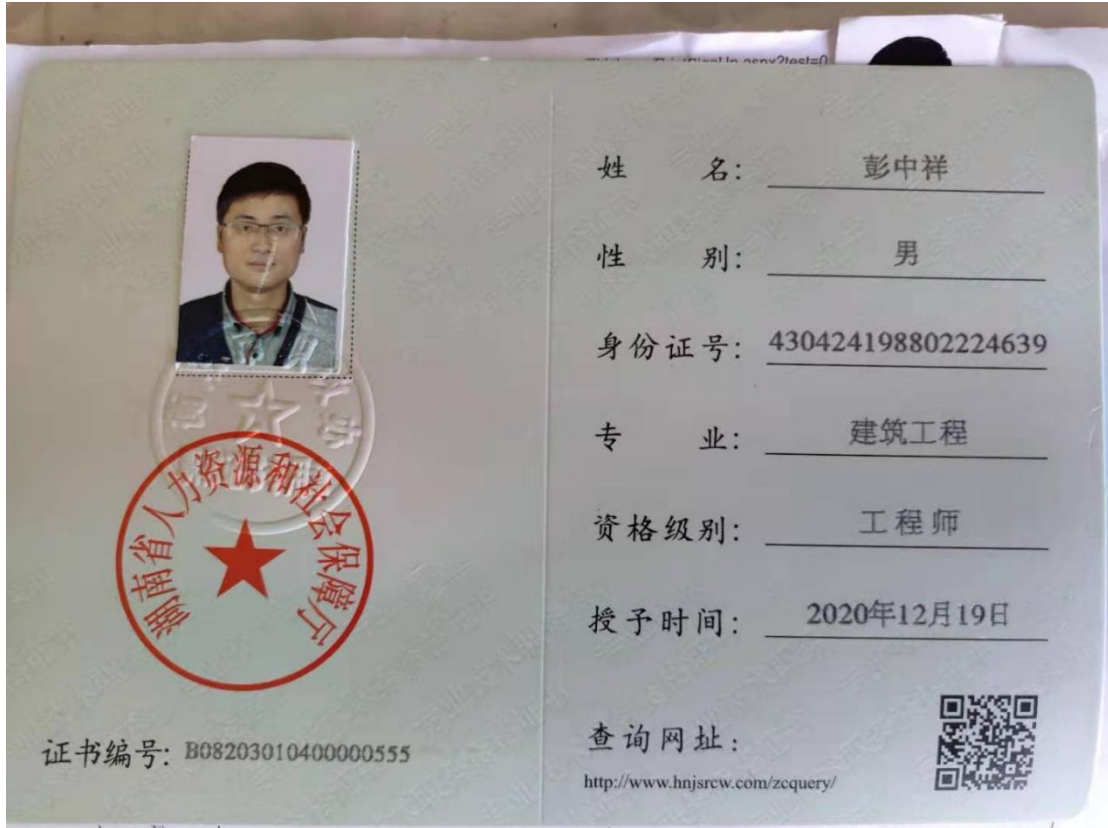 姓 名： 彭中祥
性 别： 男
身份证号： 430424198802224639
专 业： 建筑工程
资格级别： 工程师
授予时间： 2020年12月19日
查询网址：
http://www.hnjsrcw.com/zcquery/
湖南省人力资源和社会保障厅
证书编号： B08203010400000555